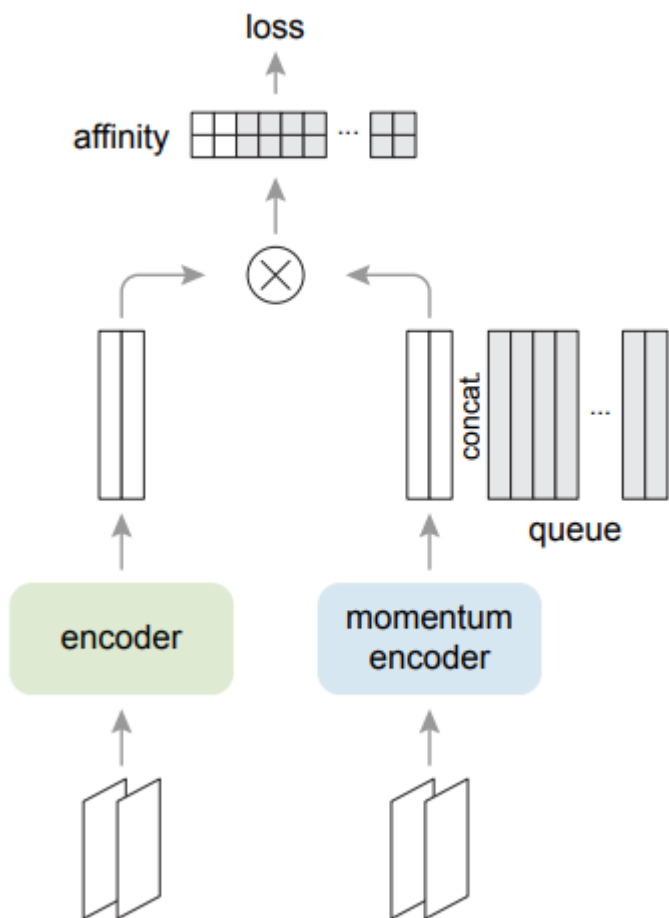 loss
affinity
...
concat.
...
queue
encoder
momentum
encoder